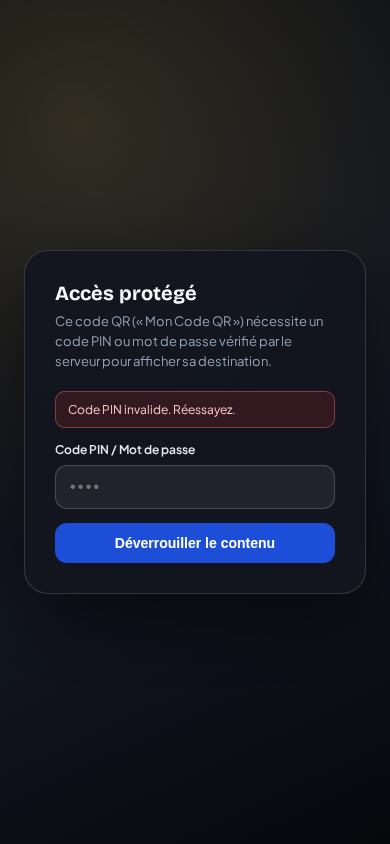 Accès protégé
Ce code QR (« Mon Code QR ») nécessite un
code PIN ou mot de passe vérifié par le
serveur pour afficher sa destination.
Code PIN invalide. Réessayez.
Code PIN / Mot de passe
••••
Déverrouiller le contenu